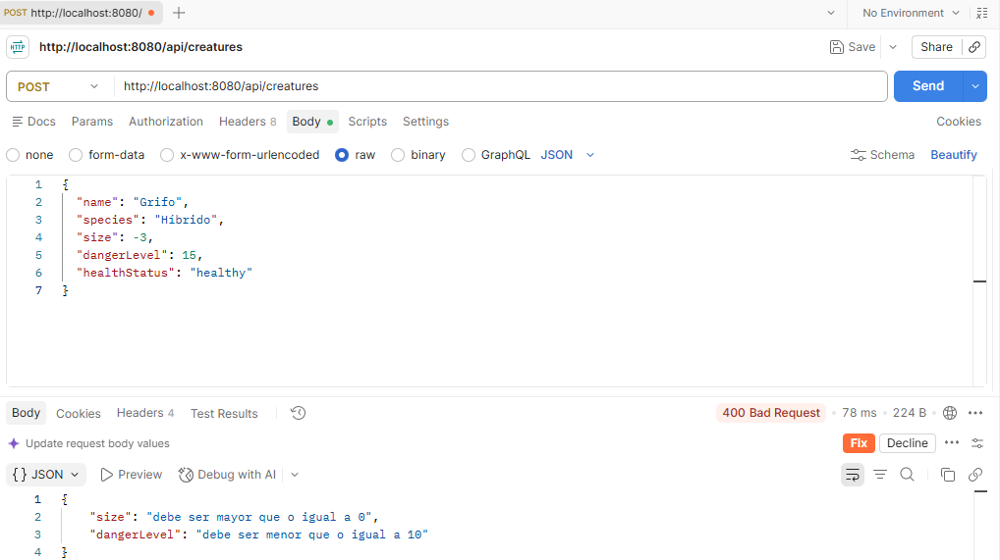 POST http://localhost:8080/
No Environment
HTTP http://localhost:8080/api/creatures
Save
Share
POST http://localhost:8080/api/creatures
Send
Docs Params Authorization Headers 8 Body Scripts Settings Cookies
none form-data x-www-form-urlencoded raw binary GraphQL JSON Schema Beautify
1 {
2 "name": "Grifo",
3 "species": "Híbrido",
4 "size": -3,
5 "dangerLevel": 15,
6 "healthStatus": "healthy"
7 }
Body Cookies Headers 4 Test Results 400 Bad Request • 78 ms • 224 B •
Update request body values Fix Decline
{} JSON Preview Debug with AI
1 {
2 "size": "debe ser mayor que o igual a 0",
3 "dangerLevel": "debe ser menor que o igual a 10"
4 }